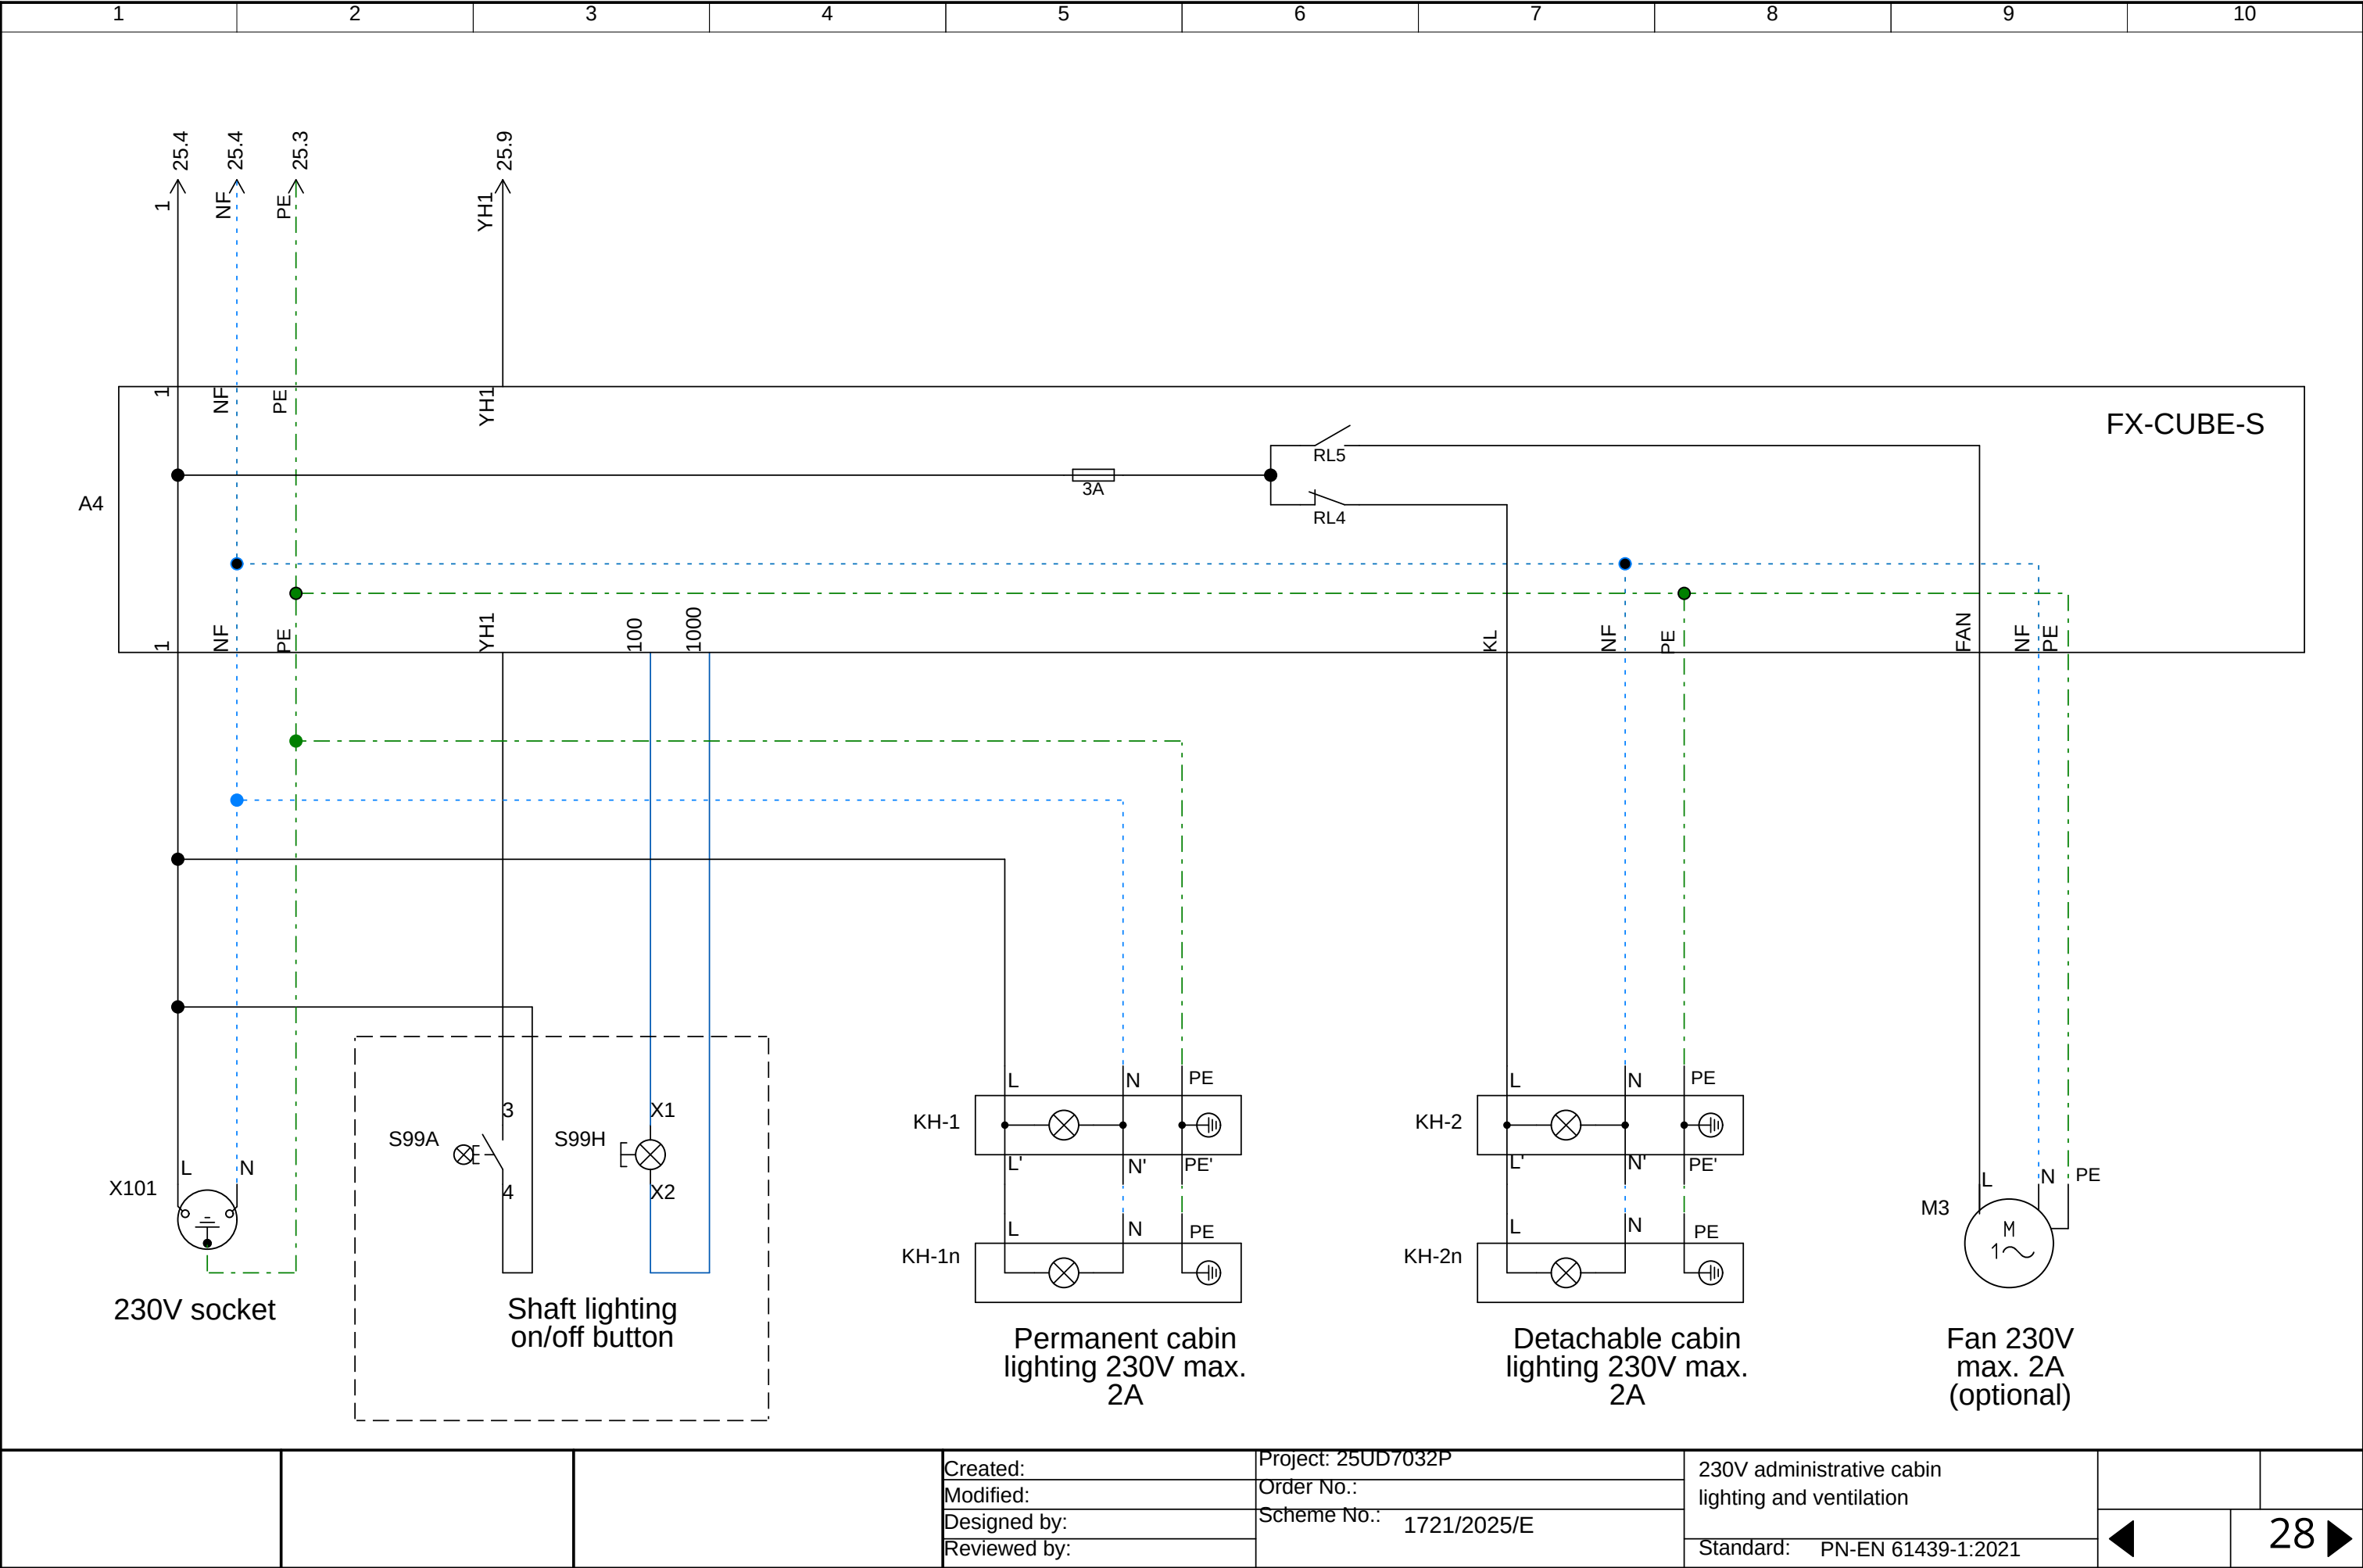 1 2 3 4 5 6 7 8 9 10
25.4 25.4 25.3 25.9
1 NF PE YH1
1 NF PE YH1
FX-CUBE-S
RL5
3A
A4
RL4
1 NF PE YH1 100 1000 KL NF PE FAN NF PE
L N PE L N PE
KH-1 KH-2
3 X1
S99A S99H
L' N' PE' L' N' PE'
L N L N PE
X101
4 X2
M3
M
1
L N PE L N PE
KH-1n KH-2n
230V socket
Shaft lighting
on/off button
Permanent cabin
lighting 230V max.
2A
Detachable cabin
lighting 230V max.
2A
Fan 230V
max. 2A
(optional)
Created:
Modified:
Designed by:
Reviewed by:
Project: 25UD7032P
Order No.:
Scheme No.: 1721/2025/E
230V administrative cabin
lighting and ventilation
Standard: PN-EN 61439-1:2021
28